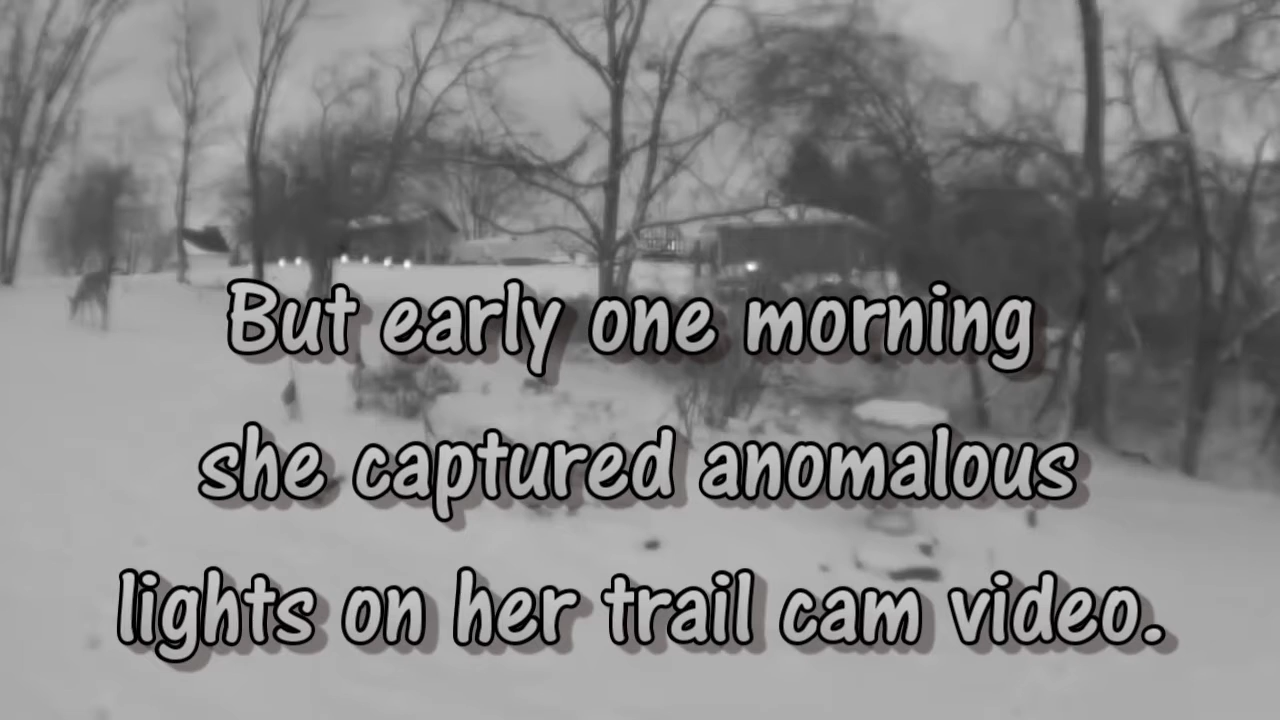 But early one morning
she captured anomalous
lights on her trail cam video.